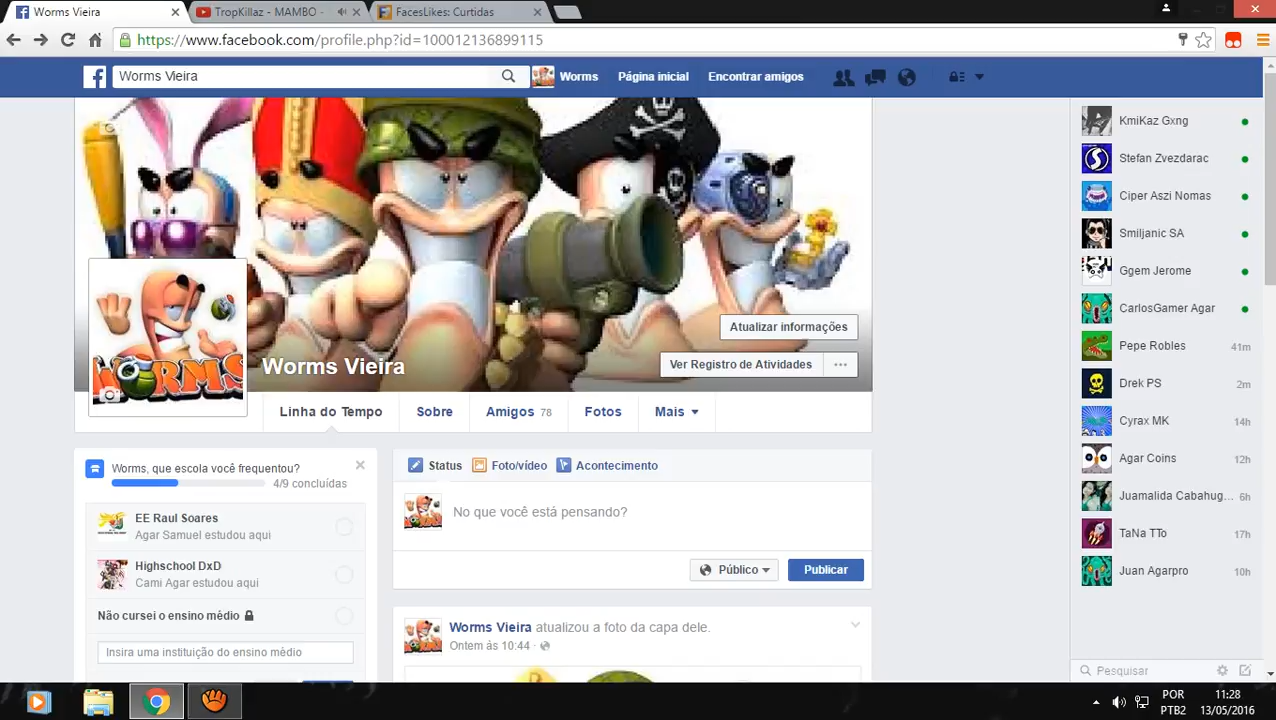 Worms Vieira
TropKillaz - MAMBO -
FacesLikes: Curtidas
https://www.facebook.com/profile.php?id=100012136899115
Worms Vieira
Worms
Página inicial
Encontrar amigos
Atualizar informações
Worms Vieira
Ver Registro de Atividades
WORMS
Linha do Tempo
Sobre
Amigos 78
Fotos
Mais
Worms, que escola você frequentou?
4/9 concluídas
EE Raul Soares
Agar Samuel estudou aqui
Highschool DxD
Cami Agar estudou aqui
Não cursei o ensino médio
Insira uma instituição do ensino médio
Status
Foto/vídeo
Acontecimento
No que você está pensando?
Público
Publicar
Worms Vieira atualizou a foto da capa dele.
Ontem às 10:44
KmiKaz Gxng
Stefan Zvezdarac
Ciper Aszi Nomas
Smiljanic SA
Ggem Jerome
CarlosGamer Agar
Pepe Robles 41m
Drek PS 2m
Cyrax MK 14h
Agar Coins 12h
Juamalida Cabahug... 6h
TaNa TTo 17h
Juan Agarpro 10h
Pesquisar
POR
PTB2
11:28
13/05/2016